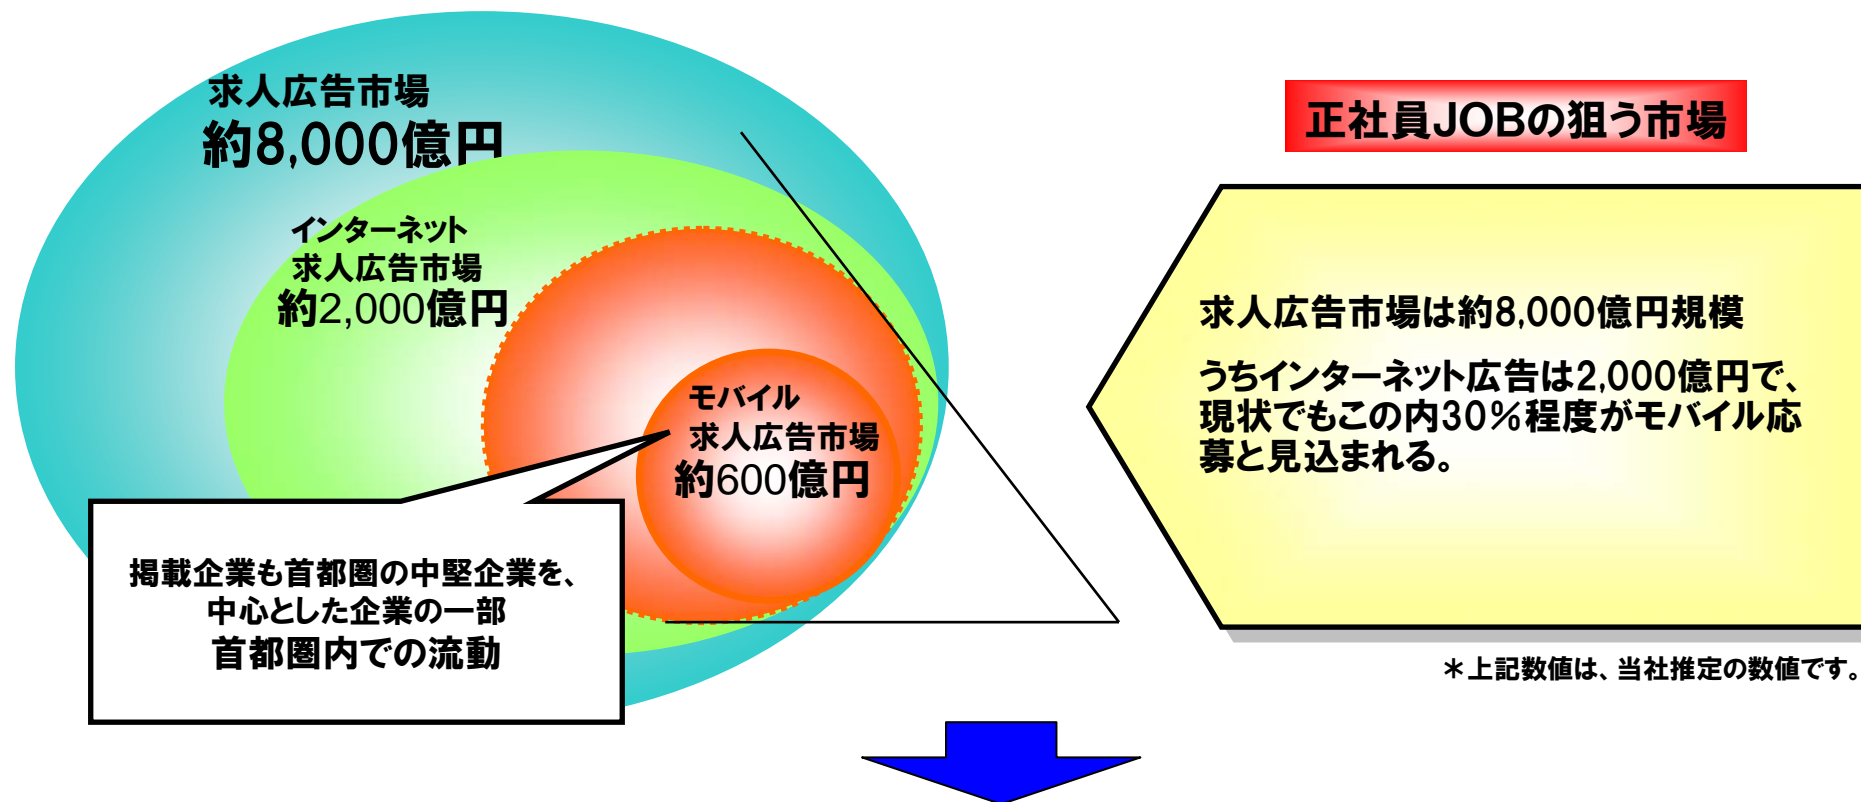 求人広告市場
約8,000億円
インターネット
求人広告市場
約2,000億円
モバイル
求人広告市場
約600億円
掲載企業も首都圏の中堅企業を、
中心とした企業の一部
首都圏内での流動
正社員JOBの狙う市場
求人広告市場は約8,000億円規模
うちインターネット広告は2,000億円で、
現状でもこの内30％程度がモバイル応
募と見込まれる。
＊上記数値は、当社推定の数値です。